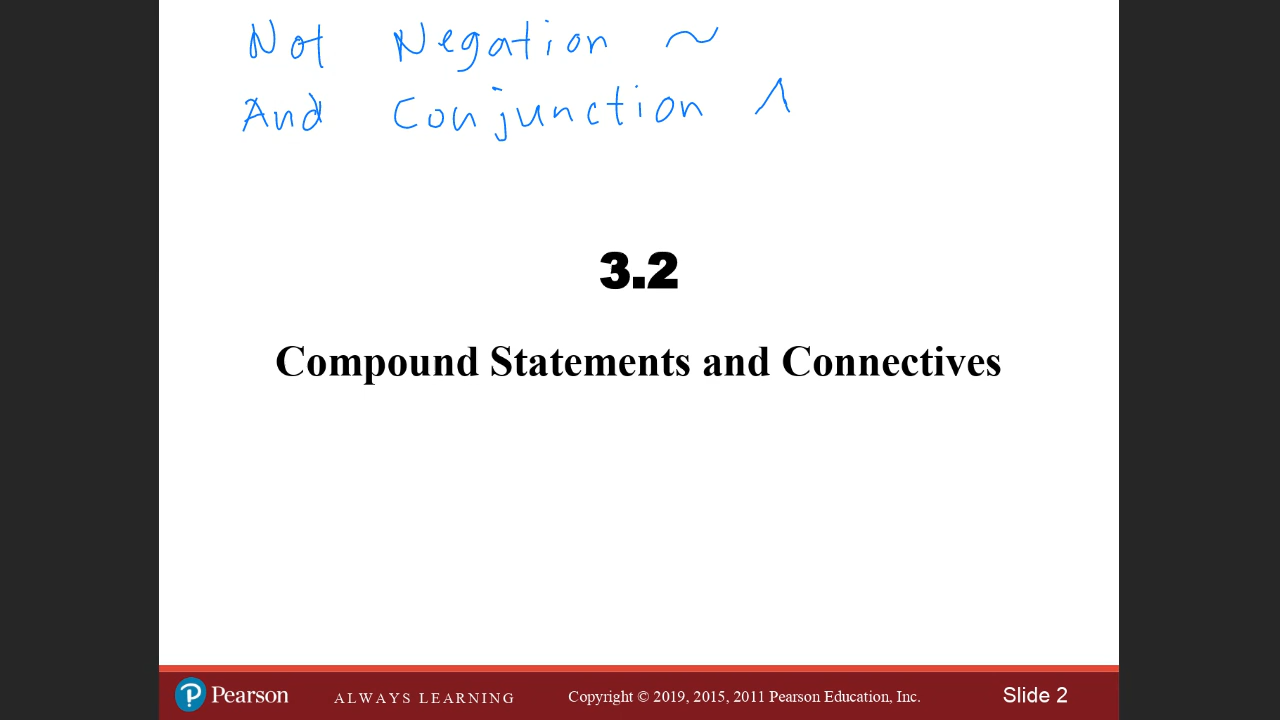 Not Negation ~
And Conjunction ∧
3.2
Compound Statements and Connectives
Pearson
ALWAYS LEARNING
Copyright © 2019, 2015, 2011 Pearson Education, Inc.
Slide 2